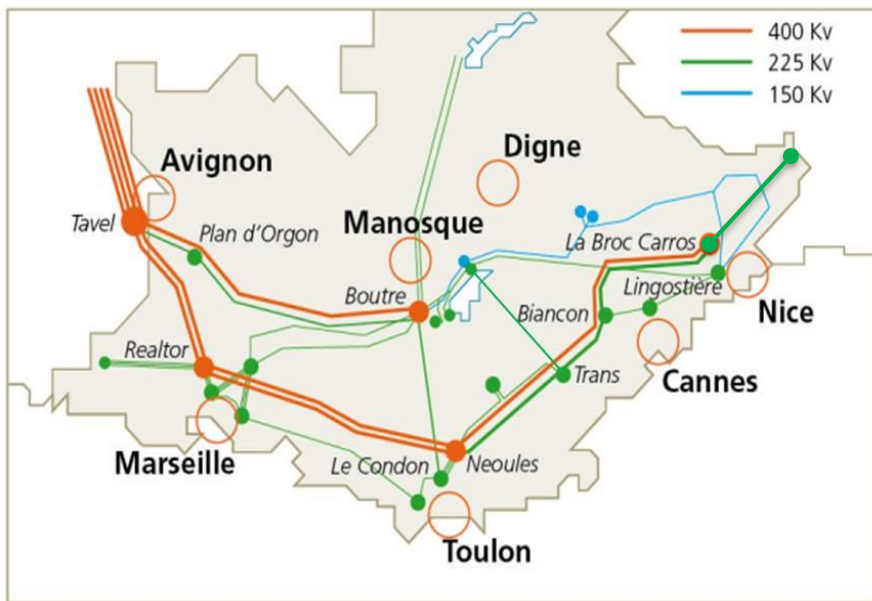 400 Kv
225 Kv
150 Kv
Avignon
Digne
Tavel
Plan d'Orgon
Manosque
La Broc Carros
Boutre
Biancon
Lingostière
Nice
Realtor
Trans
Cannes
Marseille
Le Condon
Neoules
Toulon